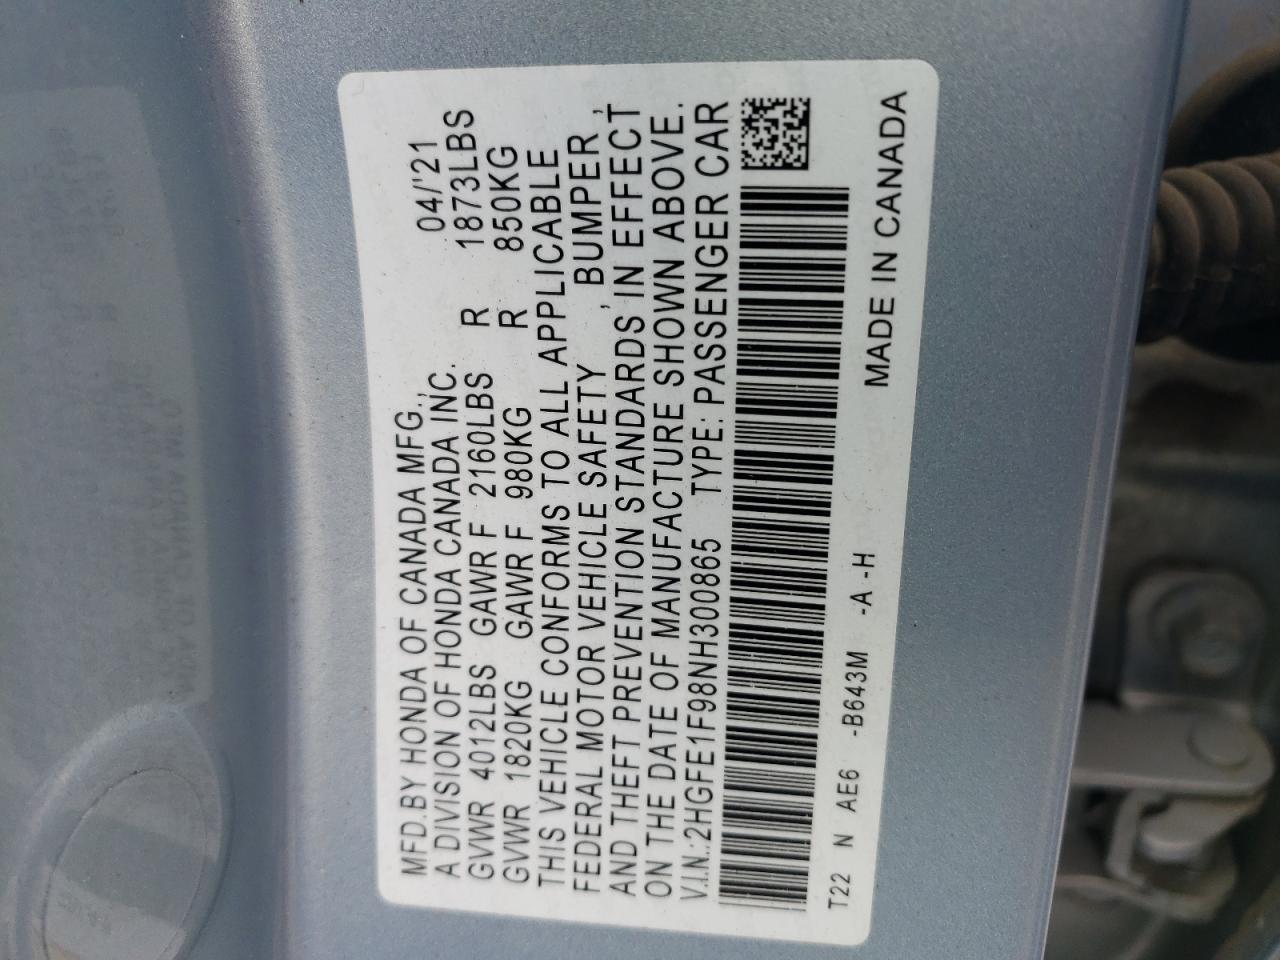 MFD.BY HONDA OF CANADA MFG., 04/'21
A DIVISION OF HONDA CANADA INC.
GVWR 4012LBS GAWR F 2160LBS R 1873LBS
GVWR 1820KG GAWR F 980KG R 850KG
THIS VEHICLE CONFORMS TO ALL APPLICABLE
FEDERAL MOTOR VEHICLE SAFETY , BUMPER ,
AND THEFT PREVENTION STANDARDS IN EFFECT
ON THE DATE OF MANUFACTURE SHOWN ABOVE.
V.I.N.:2HGFE1F98NH300865 TYPE: PASSENGER CAR
T22 N AE6 -B643M -A -H
MADE IN CANADA